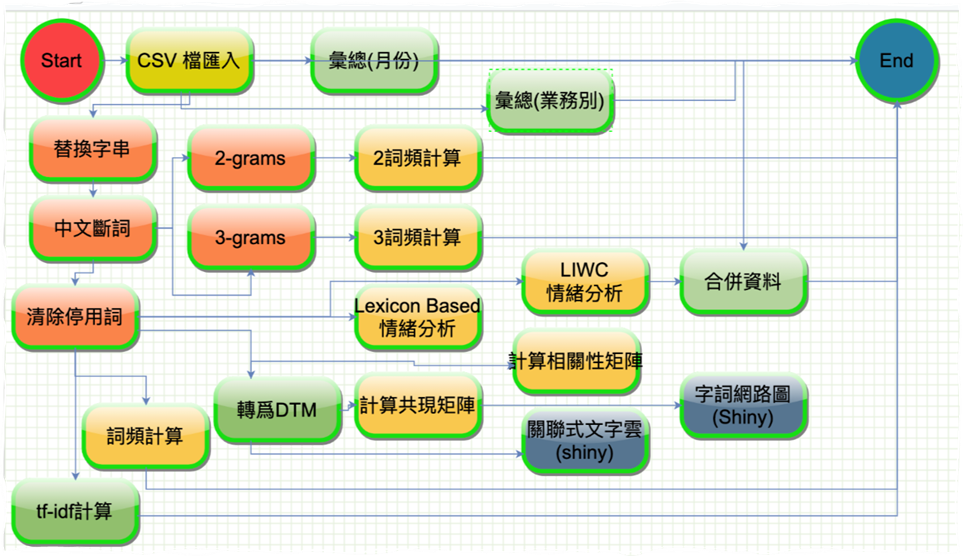 Start
CSV 檔匯入
彙總(月份)
End
彙總(業務別)
替換字串
2-grams
2詞頻計算
中文斷詞
3-grams
3詞頻計算
LIWC
情緒分析
合併資料
清除停用詞
Lexicon Based
情緒分析
計算相關性矩陣
轉爲DTM
計算共現矩陣
字詞網路圖
(Shiny)
詞頻計算
關聯式文字雲
(shiny)
tf-idf計算